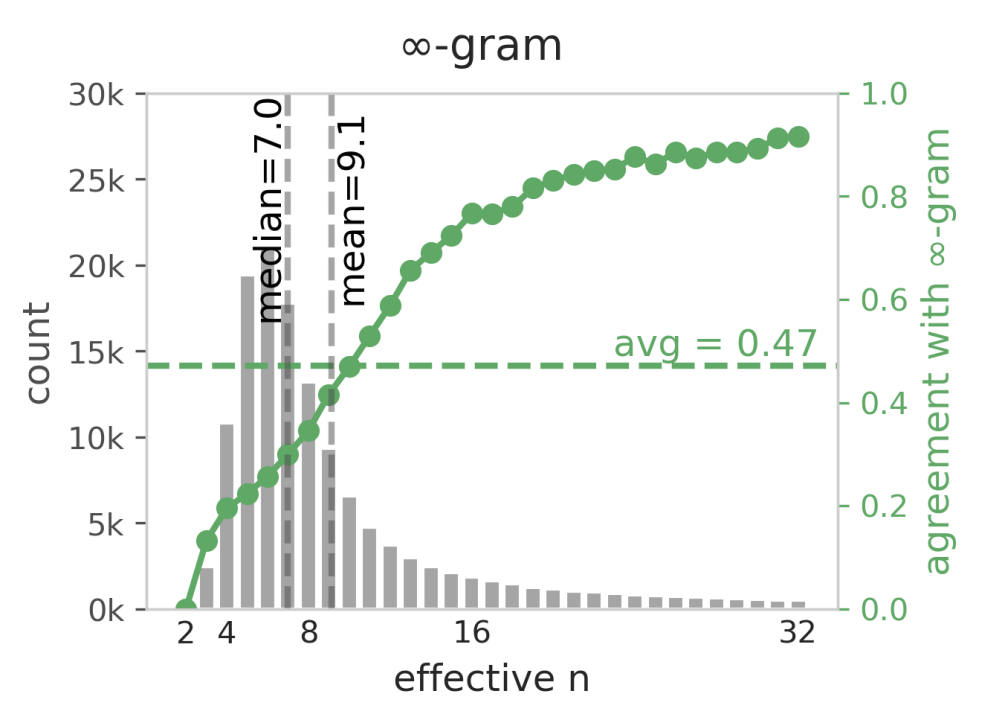 ∞-gram
30k
25k
20k
15k
10k
5k
0k
count
median=7.0
mean=9.1
avg = 0.47
1.0
0.8
0.6
0.4
0.2
0.0
agreement with ∞-gram
2 4 8 16 32
effective n